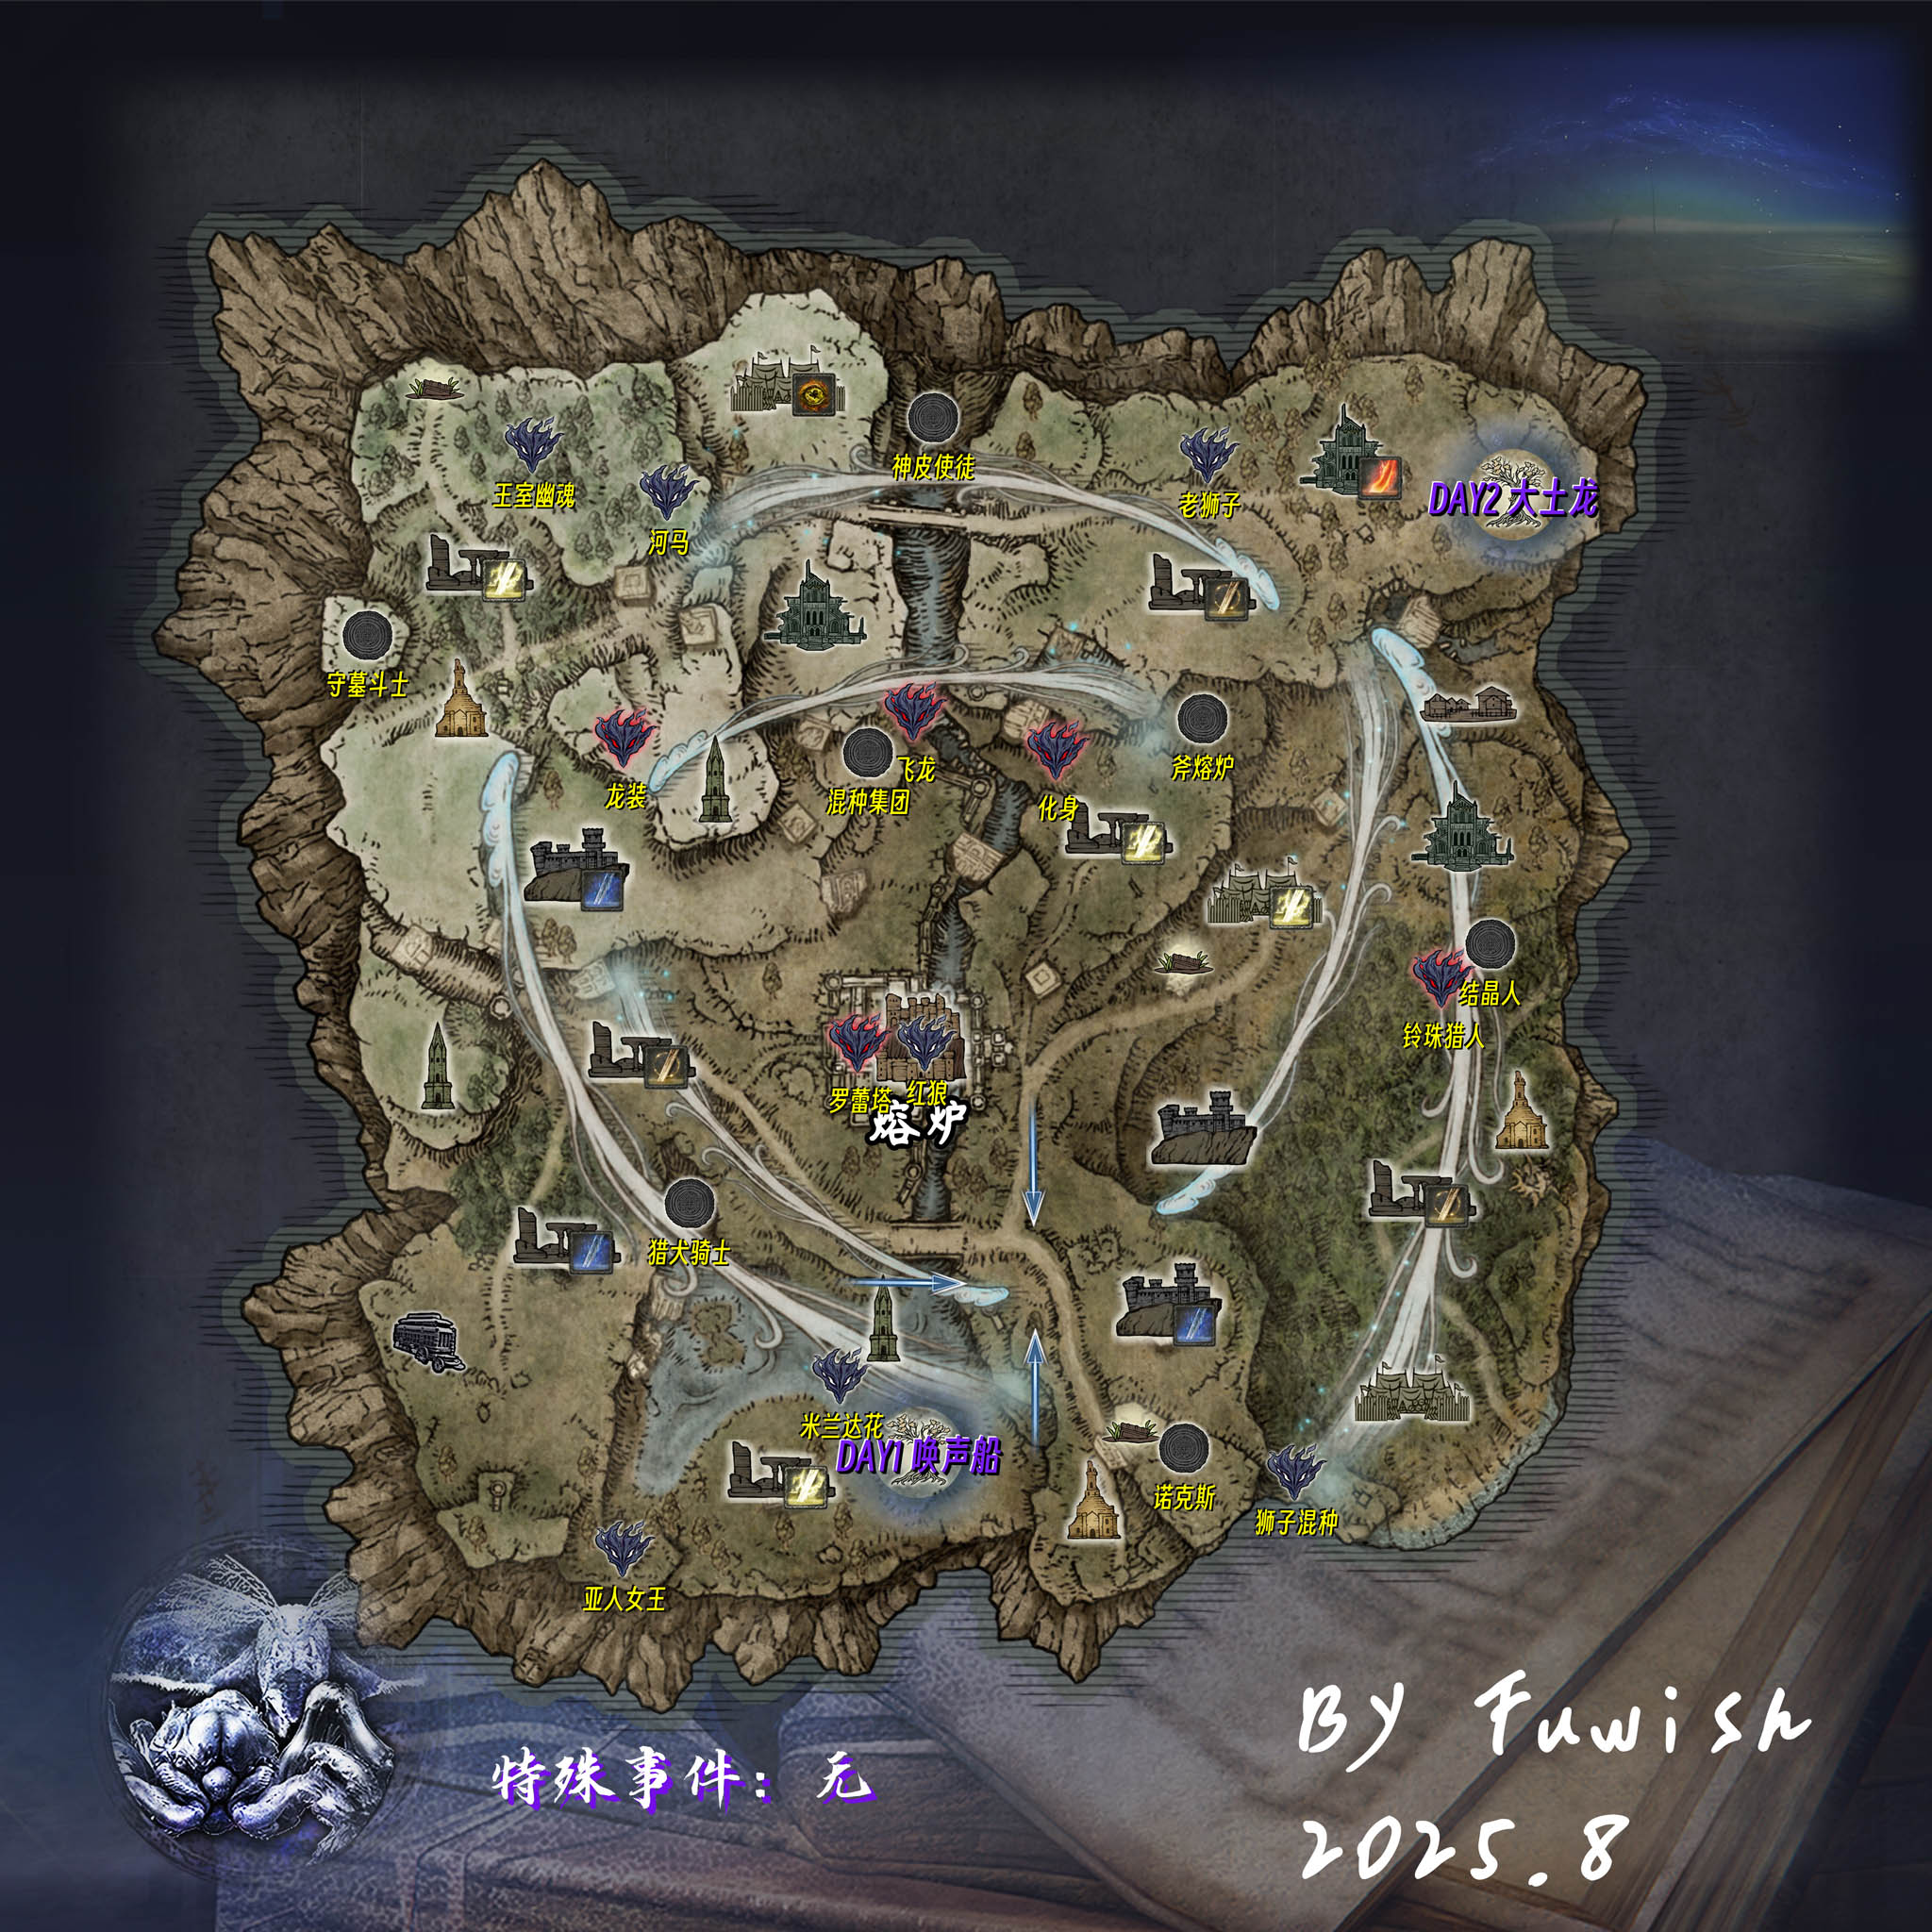 神皮使徒
王室幽魂
河马
老狮子
DAY2 大土龙
守墓斗士
龙装
飞龙
混种集团
化身
斧熔炉
结晶人
铃珠猎人
罗蕾塔
红狼
熔炉
猎犬骑士
米兰达花
DAY1 唤声船
诺克斯
狮子混种
亚人女王
特殊事件：无
BY Fuwish
2025.8